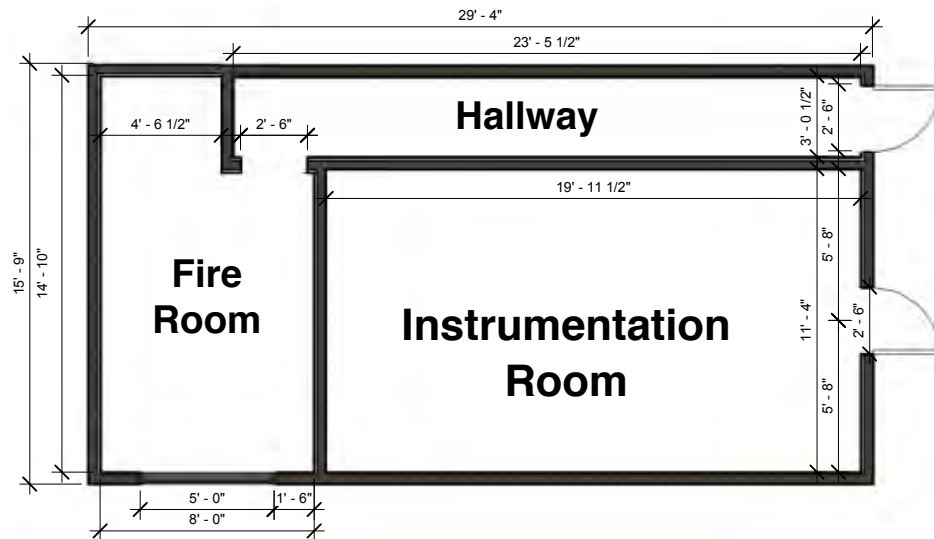 29' - 4"
23' - 5 1/2"
Hallway
4' - 6 1/2"
2' - 6"
3' - 0 1/2"
2' - 6"
19' - 11 1/2"
15' - 9"
14' - 10"
Fire
Room
Instrumentation
Room
5' - 8"
11' - 4"
2' - 6"
5' - 8"
5' - 0"
1' - 6"
8' - 0"